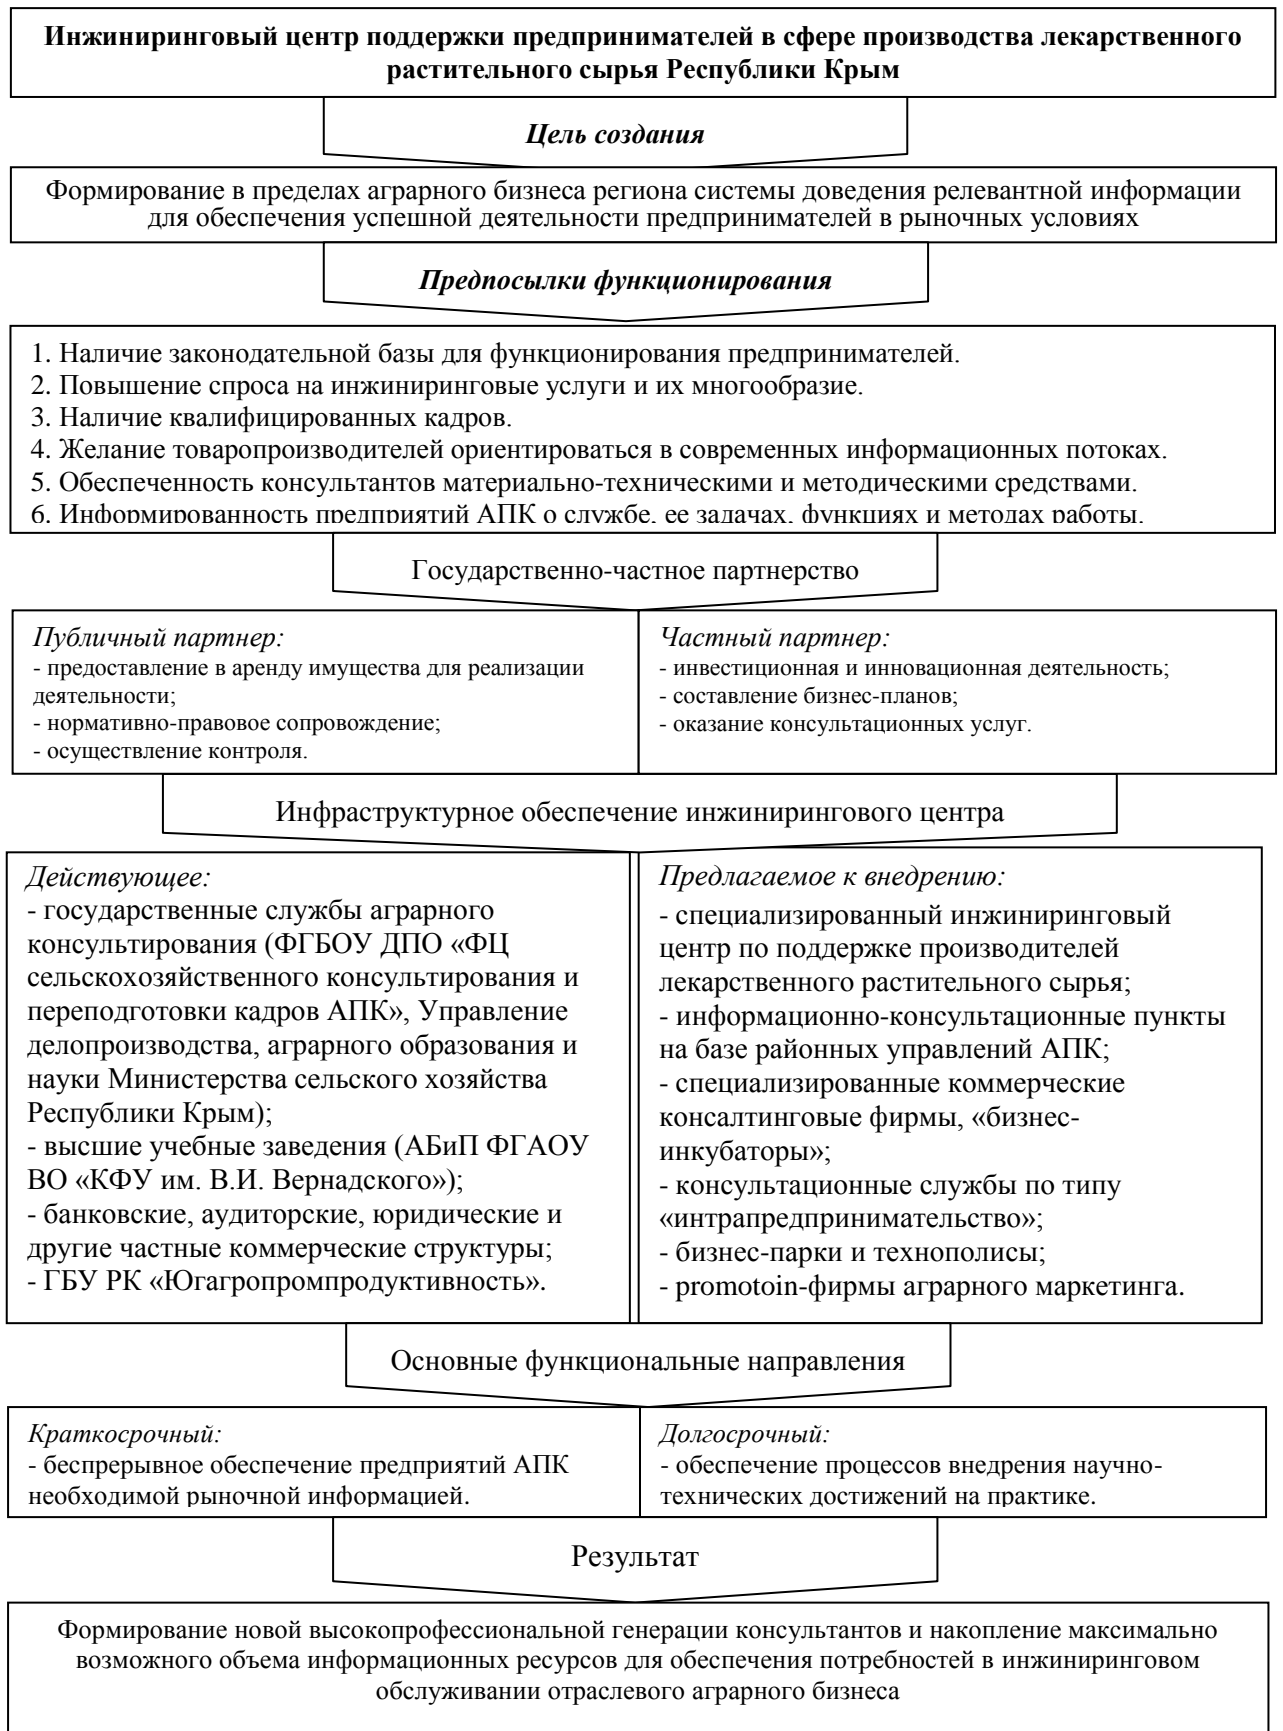 Инжиниринговый центр поддержки предпринимателей в сфере производства лекарственного
растительного сырья Республики Крым
Цель создания
Формирование в пределах аграрного бизнеса региона системы доведения релевантной информации
для обеспечения успешной деятельности предпринимателей в рыночных условиях
Предпосылки функционирования
1. Наличие законодательной базы для функционирования предпринимателей.
2. Повышение спроса на инжиниринговые услуги и их многообразие.
3. Наличие квалифицированных кадров.
4. Желание товаропроизводителей ориентироваться в современных информационных потоках.
5. Обеспеченность консультантов материально-техническими и методическими средствами.
6. Информированность предприятий АПК о службе, ее задачах, функциях и методах работы.
Государственно-частное партнерство
Публичный партнер:
- предоставление в аренду имущества для реализации
деятельности;
- нормативно-правовое сопровождение;
- осуществление контроля.
Частный партнер:
- инвестиционная и инновационная деятельность;
- составление бизнес-планов;
- оказание консультационных услуг.
Инфраструктурное обеспечение инжинирингового центра
Действующее:
- государственные службы аграрного
консультирования (ФГБОУ ДПО «ФЦ
сельскохозяйственного консультирования и
переподготовки кадров АПК», Управление
делопроизводства, аграрного образования и
науки Министерства сельского хозяйства
Республики Крым);
- высшие учебные заведения (АБиП ФГАОУ
ВО «КФУ им. В.И. Вернадского»);
- банковские, аудиторские, юридические и
другие частные коммерческие структуры;
- ГБУ РК «Югагропромпродуктивность».
Предлагаемое к внедрению:
- специализированный инжиниринговый
центр по поддержке производителей
лекарственного растительного сырья;
- информационно-консультационные пункты
на базе районных управлений АПК;
- специализированные коммерческие
консалтинговые фирмы, «бизнес-
инкубаторы»;
- консультационные службы по типу
«интрапредпринимательство»;
- бизнес-парки и технополисы;
- promotoin-фирмы аграрного маркетинга.
Основные функциональные направления
Краткосрочный:
- беспрерывное обеспечение предприятий АПК
необходимой рыночной информацией.
Долгосрочный:
- обеспечение процессов внедрения научно-
технических достижений на практике.
Результат
Формирование новой высокопрофессиональной генерации консультантов и накопление максимально
возможного объема информационных ресурсов для обеспечения потребностей в инжиниринговом
обслуживании отраслевого аграрного бизнеса